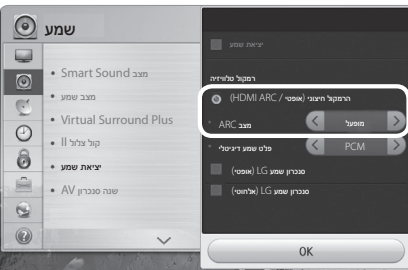 שמע
מצב Smart Sound
מצב שמע
Virtual Surround Plus
קול צלול II
יציאת שמע
שנה סנכרון AV
יציאת שמע
רמקול טלוויזיה
הרמקול חיצוני (אופטי / HDMI ARC)
מצב ARC
מופעל
פלט שמע דיגיטלי
PCM
סנכרון שמע LG (אופטי)
סנכרון שמע LG (אלחוטי)
OK